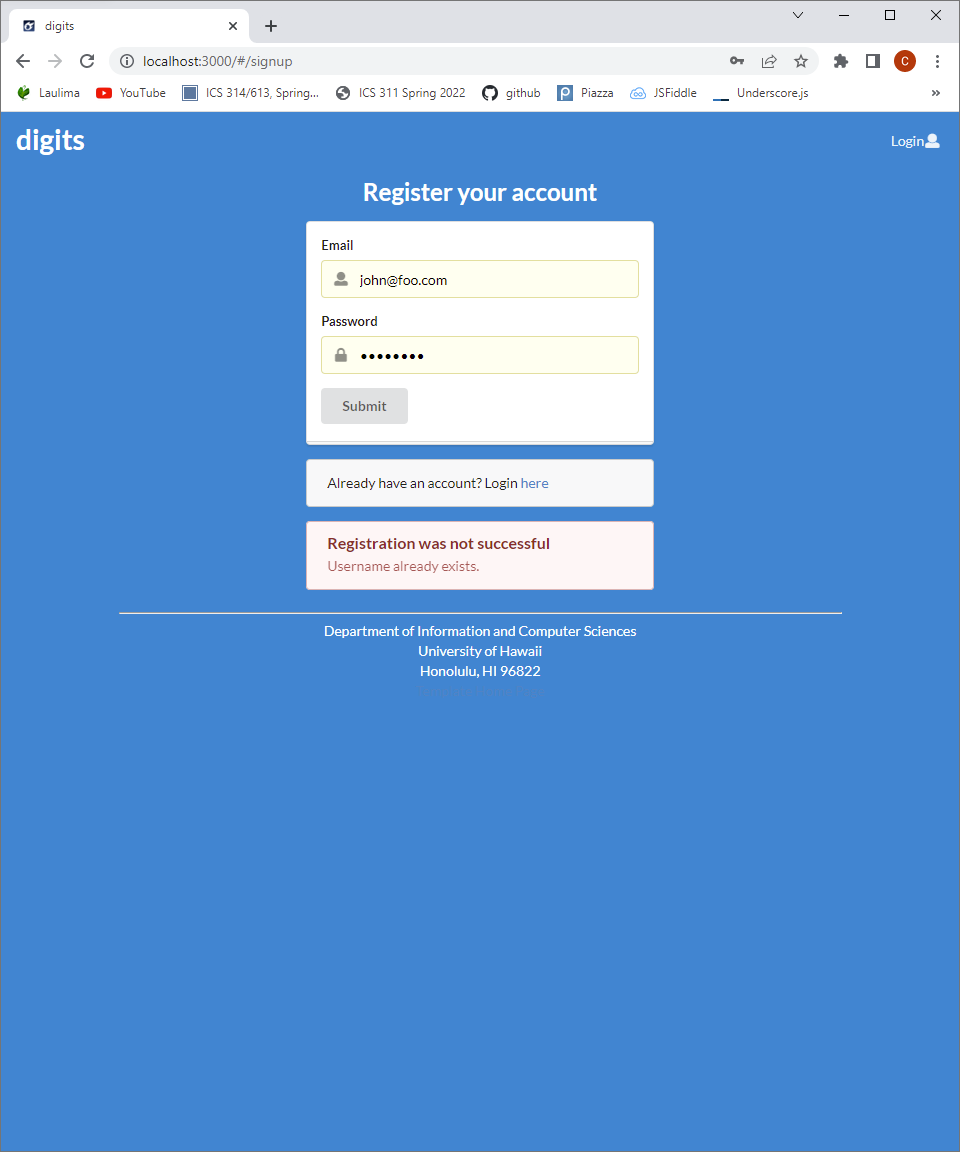 digits
localhost:3000/#/signup
C
Laulima YouTube ICS 314/613, Spring... ICS 311 Spring 2022 github Piazza JSFiddle Underscore.js »
digits
Login
Register your account
Email
john@foo.com
Password
••••••••
Submit
Already have an account? Login here
Registration was not successful
Username already exists.
Department of Information and Computer Sciences
University of Hawaii
Honolulu, HI 96822